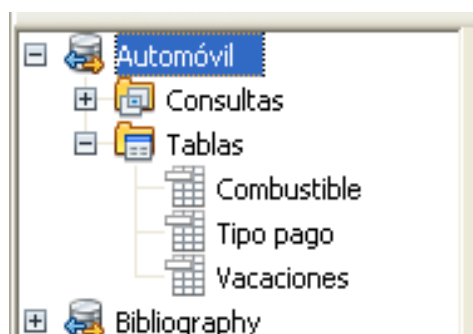 Automóvil
Consultas
Tablas
Combustible
Tipo pago
Vacaciones
Bibliography